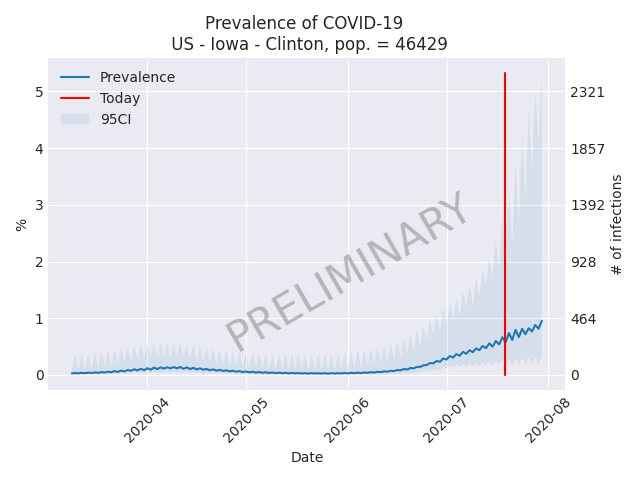 Prevalence of COVID-19
US - Iowa - Clinton, pop. = 46429
Prevalence
Today
95CI
5
4
3
2
1
0
%
2321
1857
1392
928
464
0
# of infections
PRELIMINARY
2020-04
2020-05
2020-06
2020-07
2020-08
Date